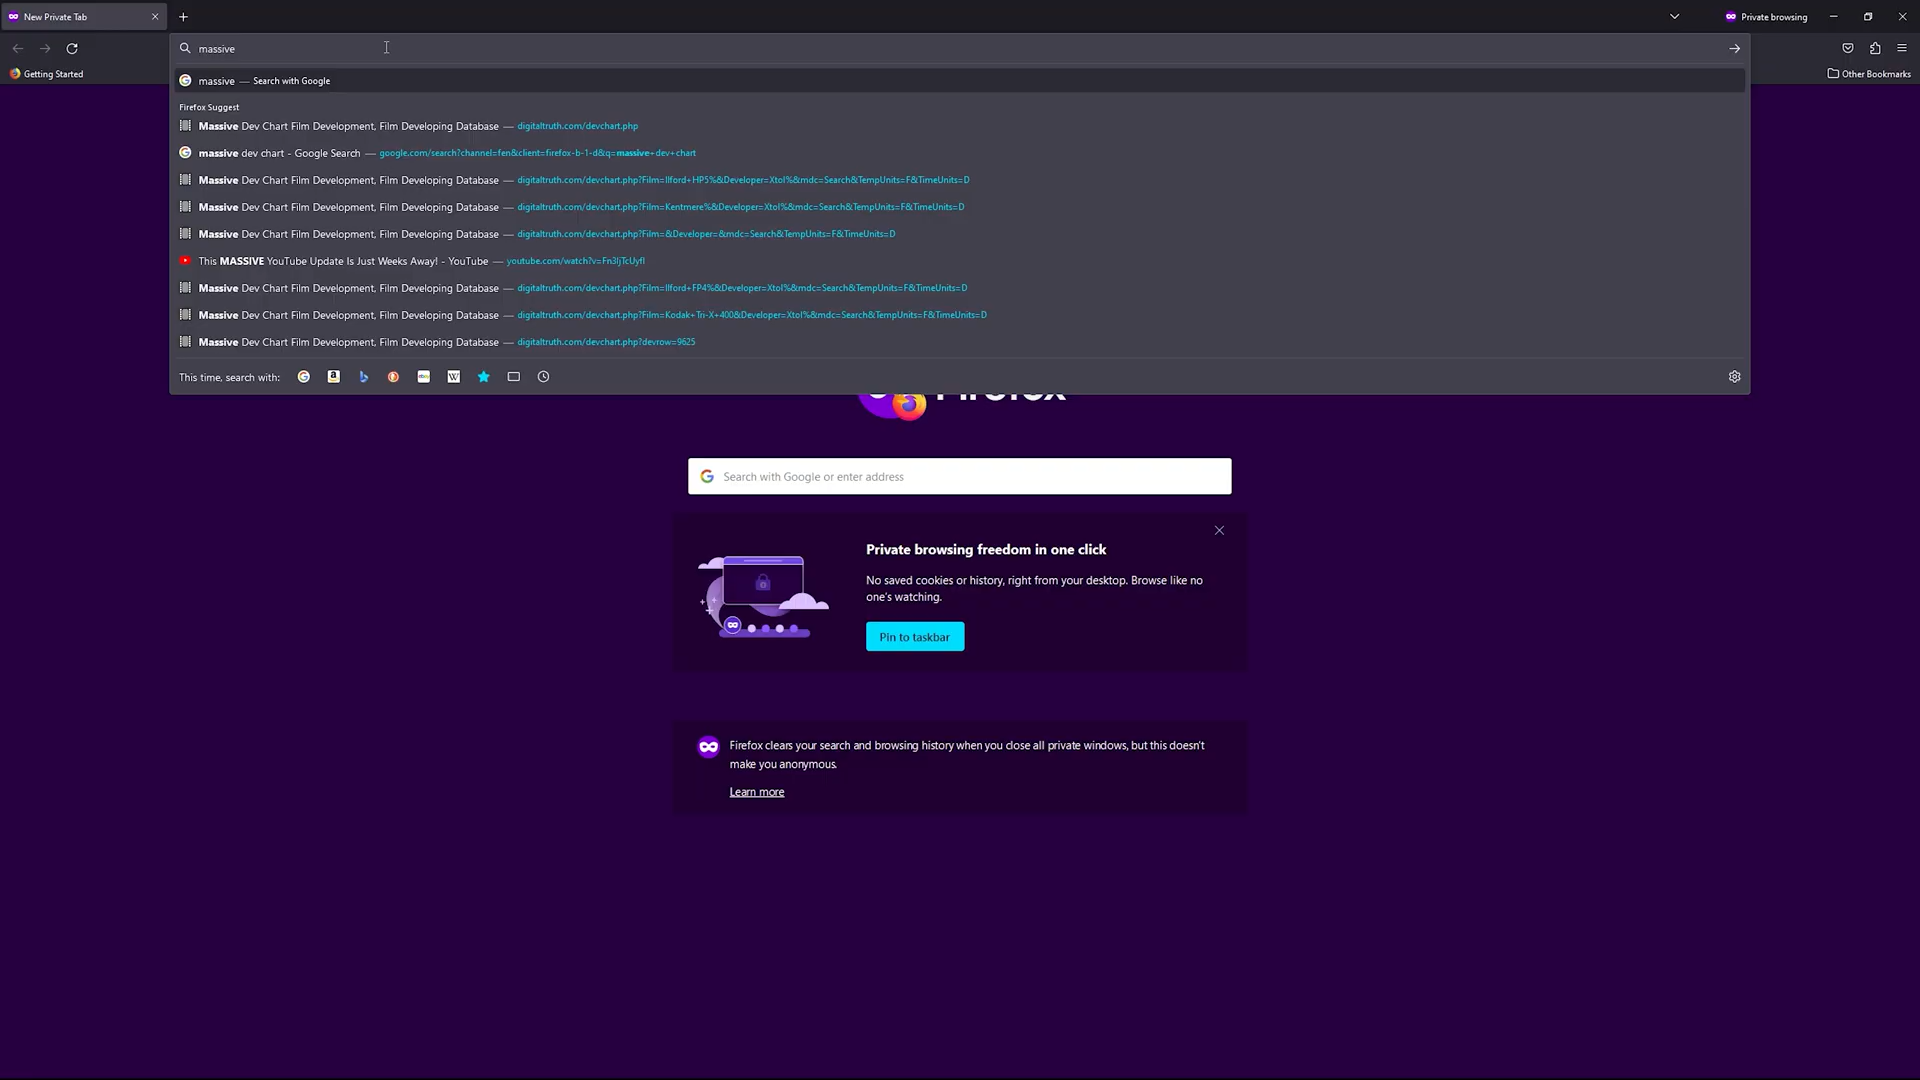 New Private Tab
Private browsing
massive
Getting Started
Other Bookmarks
massive — Search with Google
Firefox Suggest
Massive Dev Chart Film Development, Film Developing Database — digitaltruth.com/devchart.php
massive dev chart - Google Search — google.com/search?channel=fen&client=firefox-b-1-d&q=massive+dev+chart
Massive Dev Chart Film Development, Film Developing Database — digitaltruth.com/devchart.php?Film=Ilford+HP5%&Developer=Xtol%&mdc=Search&TempUnits=F&TimeUnits=D
Massive Dev Chart Film Development, Film Developing Database — digitaltruth.com/devchart.php?Film=Kentmere%&Developer=Xtol%&mdc=Search&TempUnits=F&TimeUnits=D
Massive Dev Chart Film Development, Film Developing Database — digitaltruth.com/devchart.php?Film=&Developer=&mdc=Search&TempUnits=F&TimeUnits=D
This MASSIVE YouTube Update Is Just Weeks Away! - YouTube — youtube.com/watch?v=Fn3ljTcUyfI
Massive Dev Chart Film Development, Film Developing Database — digitaltruth.com/devchart.php?Film=Ilford+FP4%&Developer=Xtol%&mdc=Search&TempUnits=F&TimeUnits=D
Massive Dev Chart Film Development, Film Developing Database — digitaltruth.com/devchart.php?Film=Kodak+Tri-X+400&Developer=Xtol%&mdc=Search&TempUnits=F&TimeUnits=D
Massive Dev Chart Film Development, Film Developing Database — digitaltruth.com/devchart.php?devrow=9625
This time, search with:
Firefox
Search with Google or enter address
Private browsing freedom in one click
No saved cookies or history, right from your desktop. Browse like no
one's watching.
Pin to taskbar
Firefox clears your search and browsing history when you close all private windows, but this doesn't
make you anonymous.
Learn more